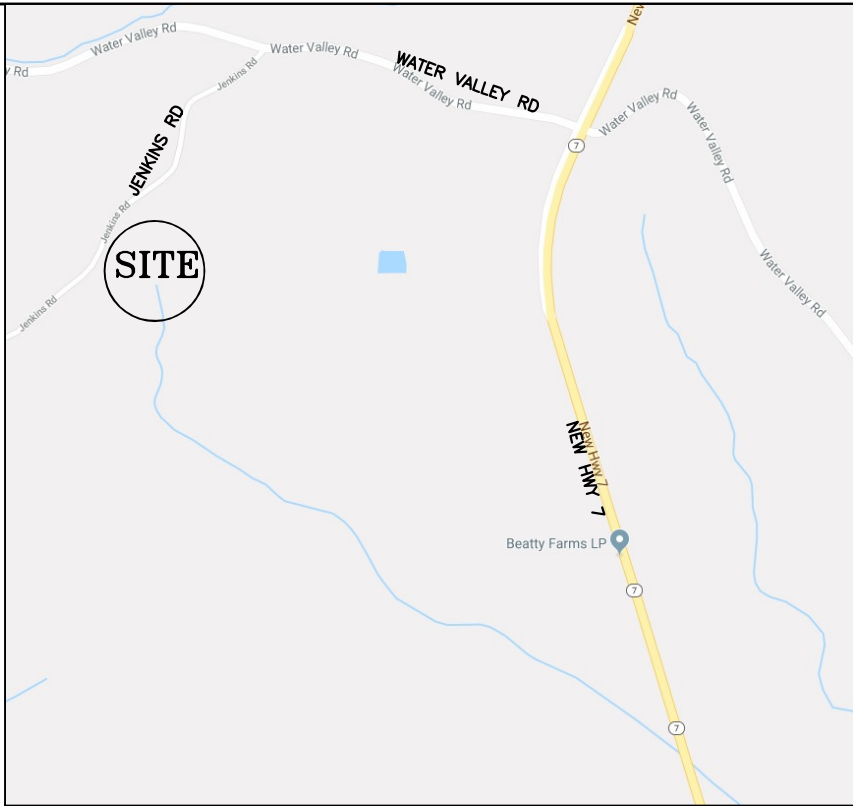 New
Water Valley Rd
y Rd
Water Valley Rd
WATER VALLEY RD
Water Valley Rd
Jenkins Rd
Water Valley Rd
Water Valley Rd
JENKINS RD
7
Jenkins Rd
SITE
Water Valley Rd
Jenkins Rd
New Hwy 7
NEW HWY 7
Beatty Farms LP
7
7